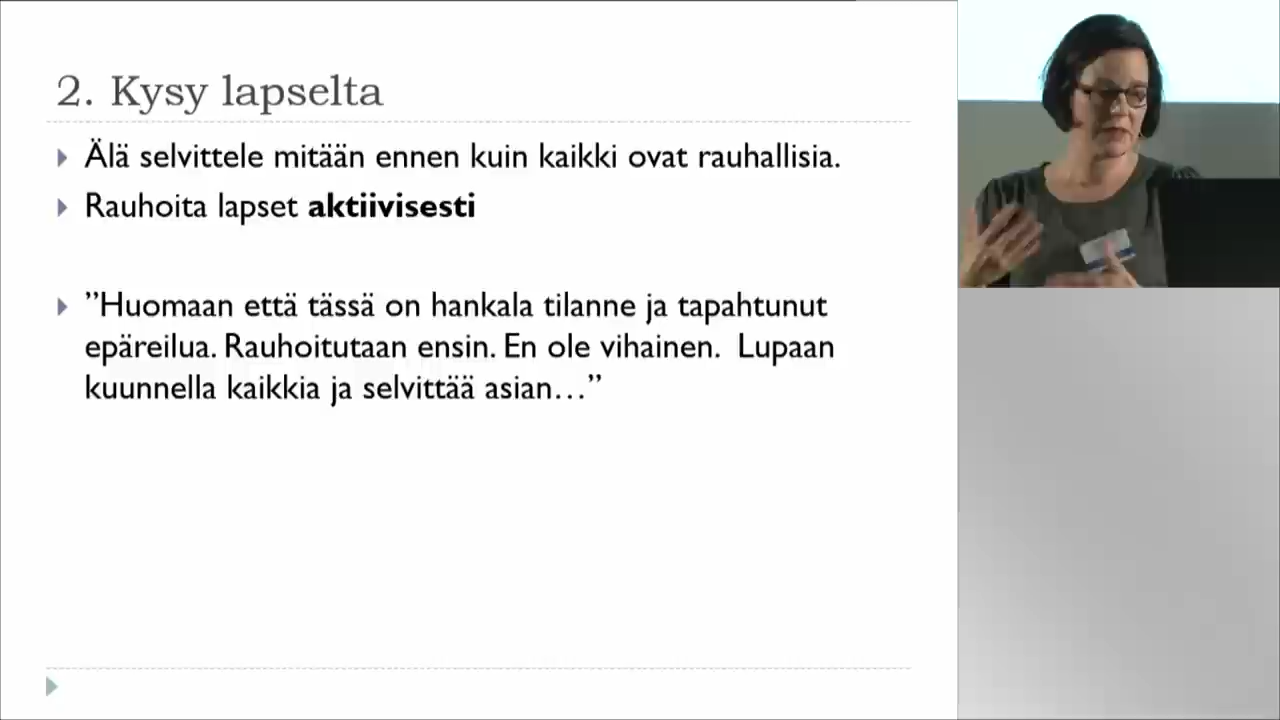 2. Kysy lapselta
Älä selvittele mitään ennen kuin kaikki ovat rauhallisia.
Rauhoita lapset aktiivisesti
”Huomaan että tässä on hankala tilanne ja tapahtunut
epäreilua. Rauhoitutaan ensin. En ole vihainen. Lupaan
kuunnella kaikkia ja selvittää asian…”